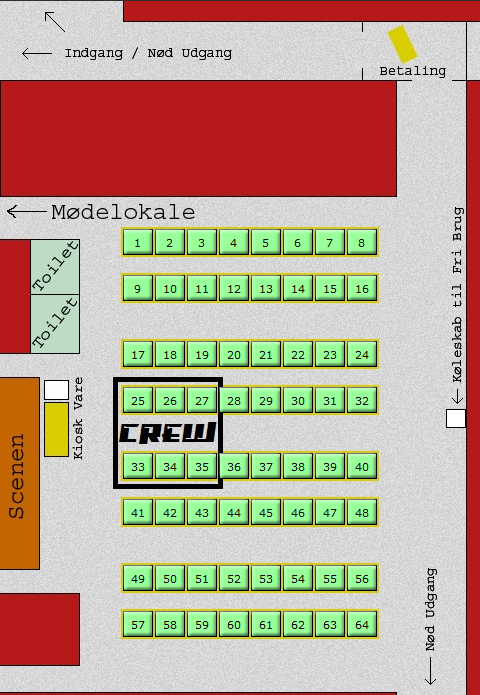 Indgang / Nød Udgang
Betaling
Mødelokale
Toilet
Toilet
1 2 3 4 5 6 7 8
9 10 11 12 13 14 15 16
17 18 19 20 21 22 23 24
25 26 27 28 29 30 31 32
CREW
33 34 35 36 37 38 39 40
41 42 43 44 45 46 47 48
49 50 51 52 53 54 55 56
57 58 59 60 61 62 63 64
Kiosk Vare
Scenen
Køleskab til Fri Brug
Nød Udgang